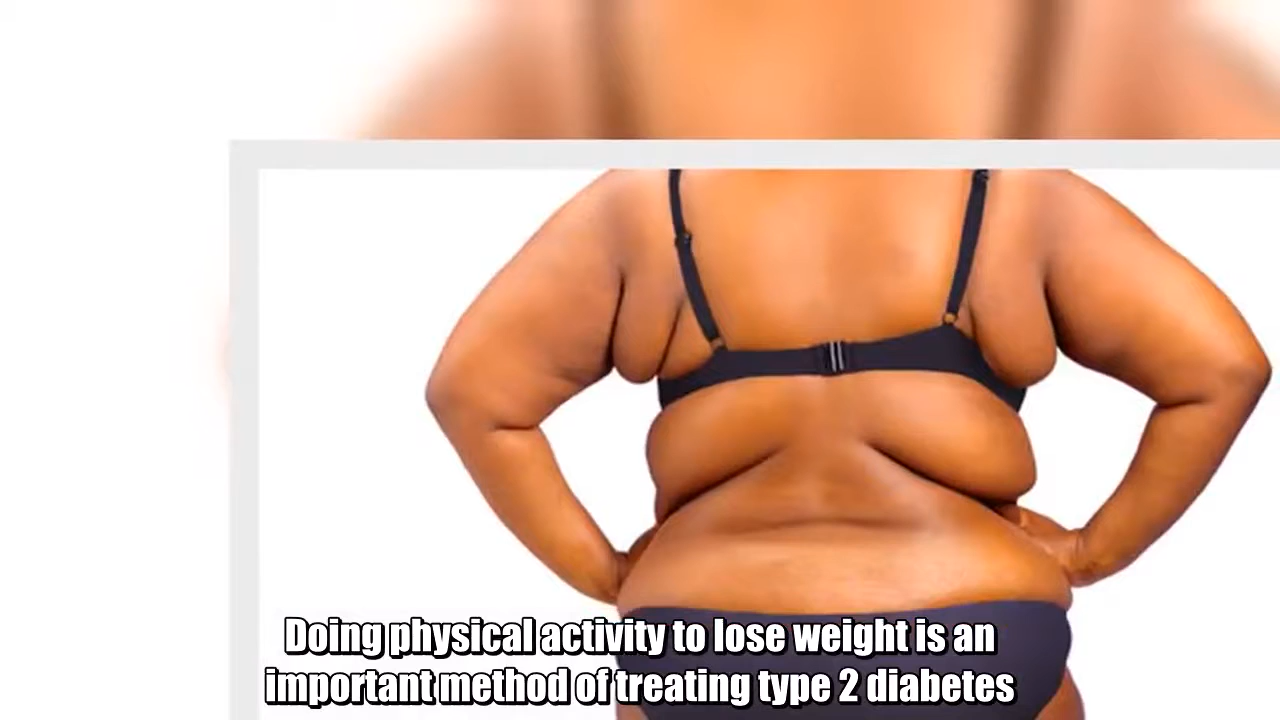 Doing physical activity to lose weight is an
important method of treating type 2 diabetes